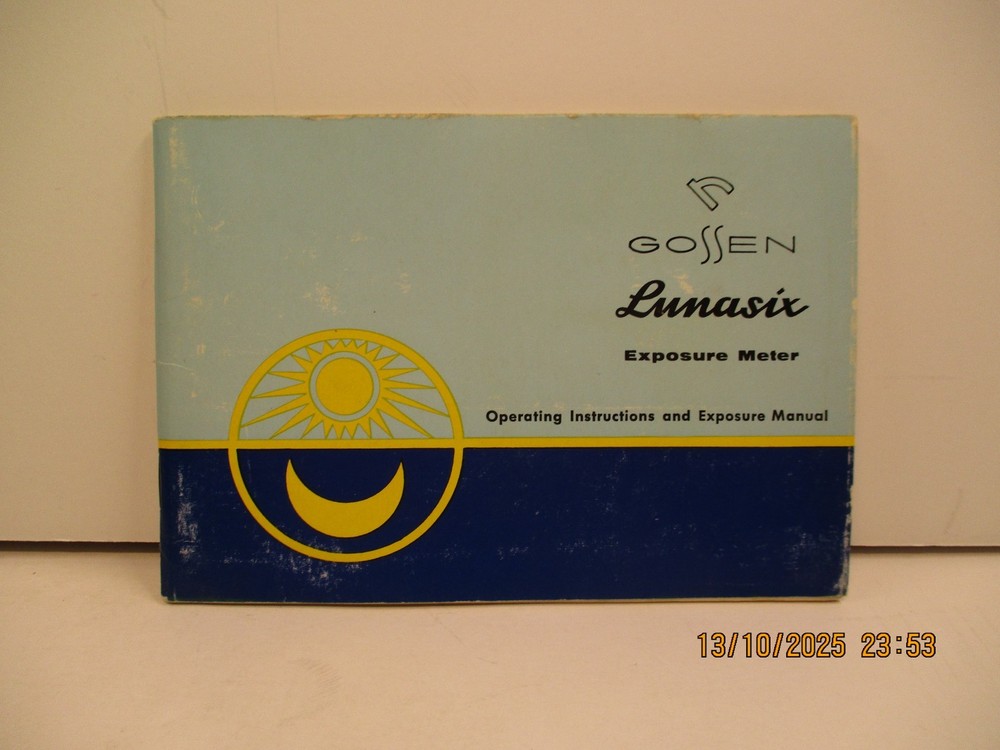 GOSSEN
Lunasix
Exposure Meter
Operating Instructions and Exposure Manual
13/10/2025 23:53